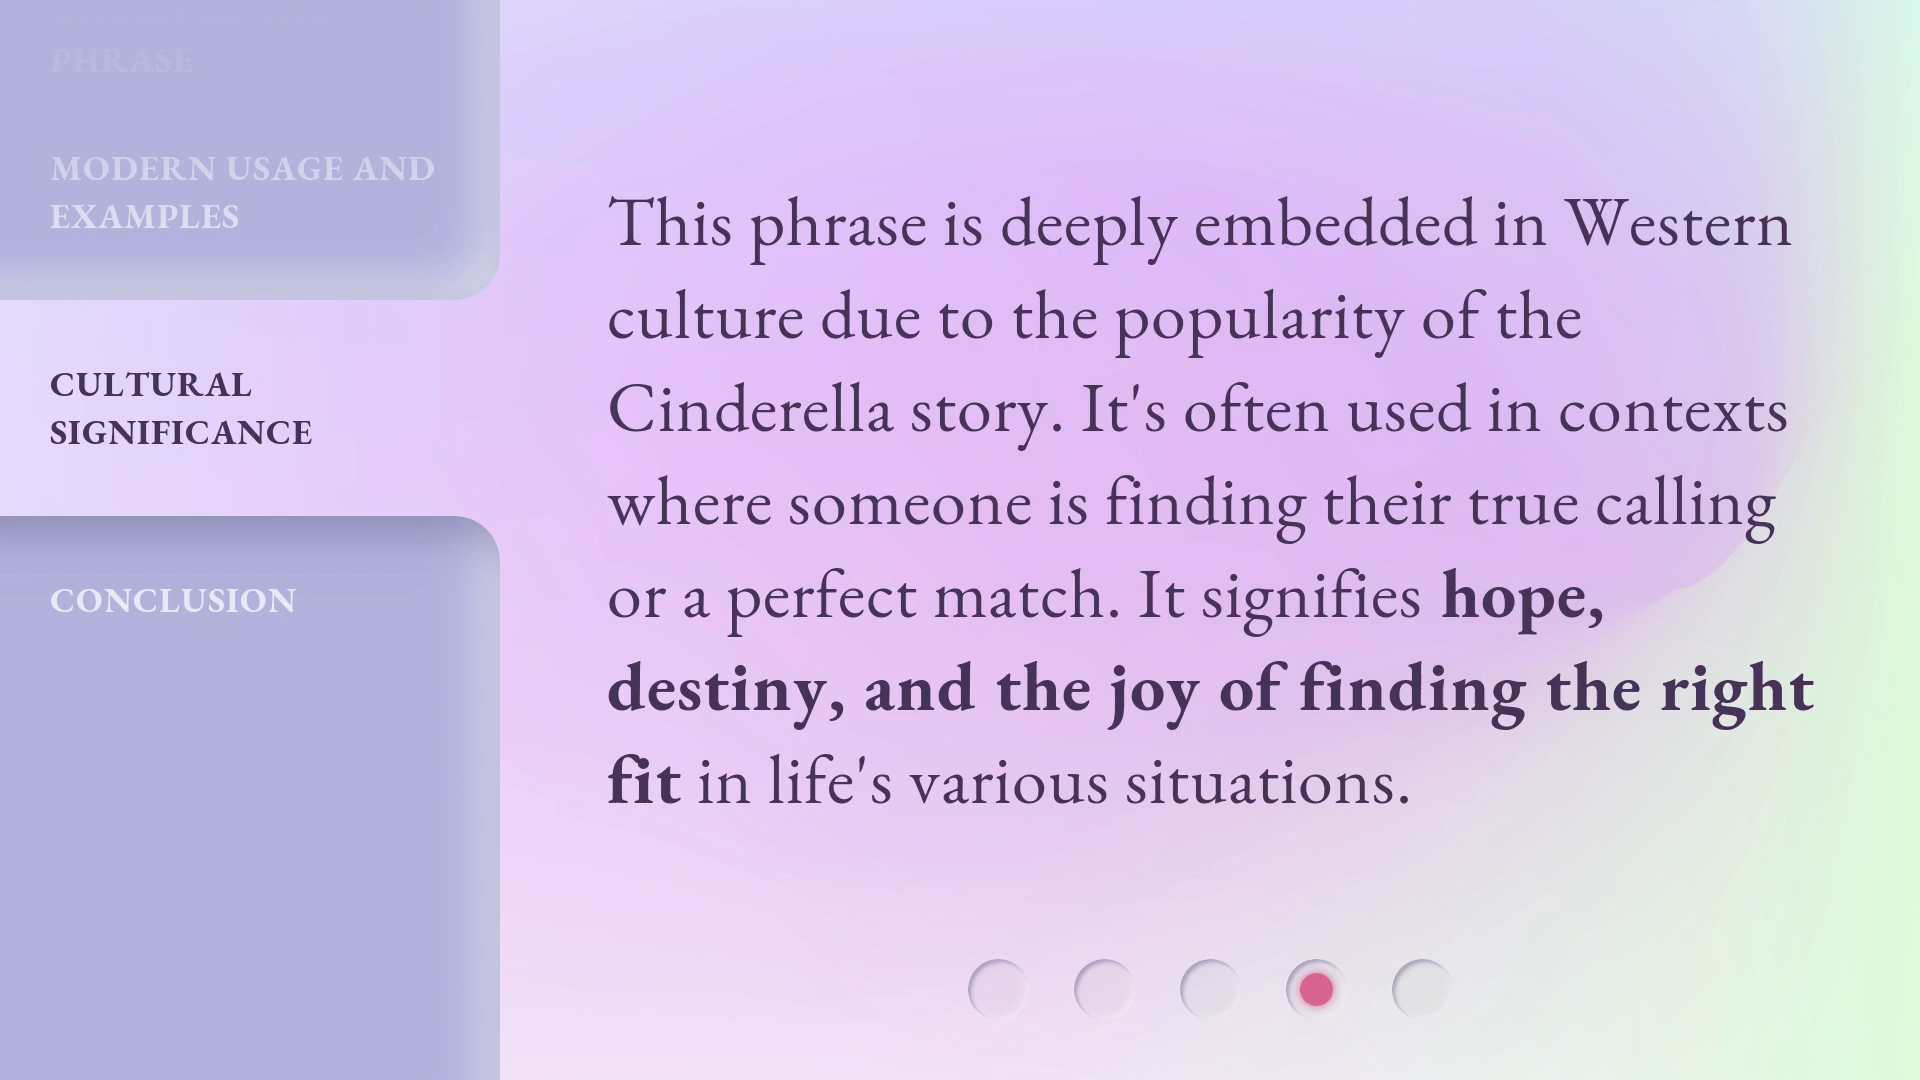 PHRASE
MODERN USAGE AND
EXAMPLES
CULTURAL
SIGNIFICANCE
CONCLUSION
This phrase is deeply embedded in Western
culture due to the popularity of the
Cinderella story. It's often used in contexts
where someone is finding their true calling
or a perfect match. It signifies hope,
destiny, and the joy of finding the right
fit in life's various situations.